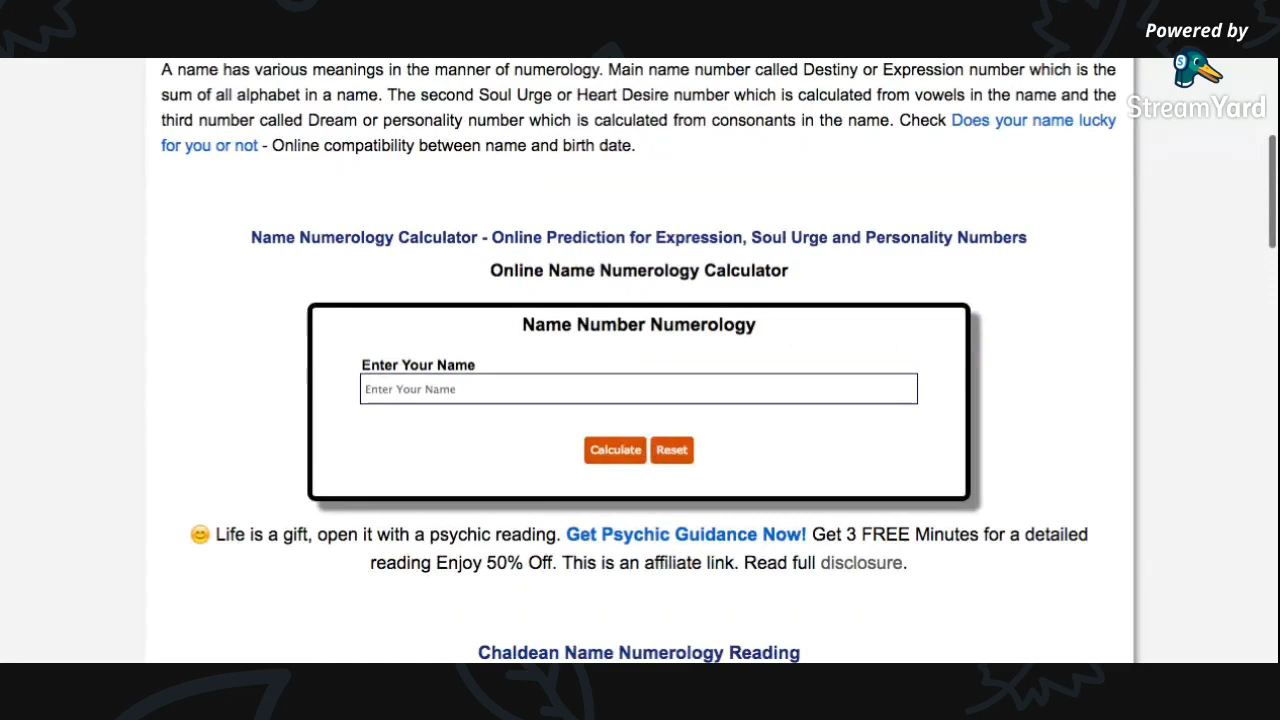 Powered by
StreamYard
A name has various meanings in the manner of numerology. Main name number called Destiny or Expression number which is the
sum of all alphabet in a name. The second Soul Urge or Heart Desire number which is calculated from vowels in the name and the
third number called Dream or personality number which is calculated from consonants in the name. Check Does your name lucky
for you or not - Online compatibility between name and birth date.
Name Numerology Calculator - Online Prediction for Expression, Soul Urge and Personality Numbers
Online Name Numerology Calculator
Name Number Numerology
Enter Your Name
Enter Your Name
Calculate Reset
😊 Life is a gift, open it with a psychic reading. Get Psychic Guidance Now! Get 3 FREE Minutes for a detailed
reading Enjoy 50% Off. This is an affiliate link. Read full disclosure.
Chaldean Name Numerology Reading